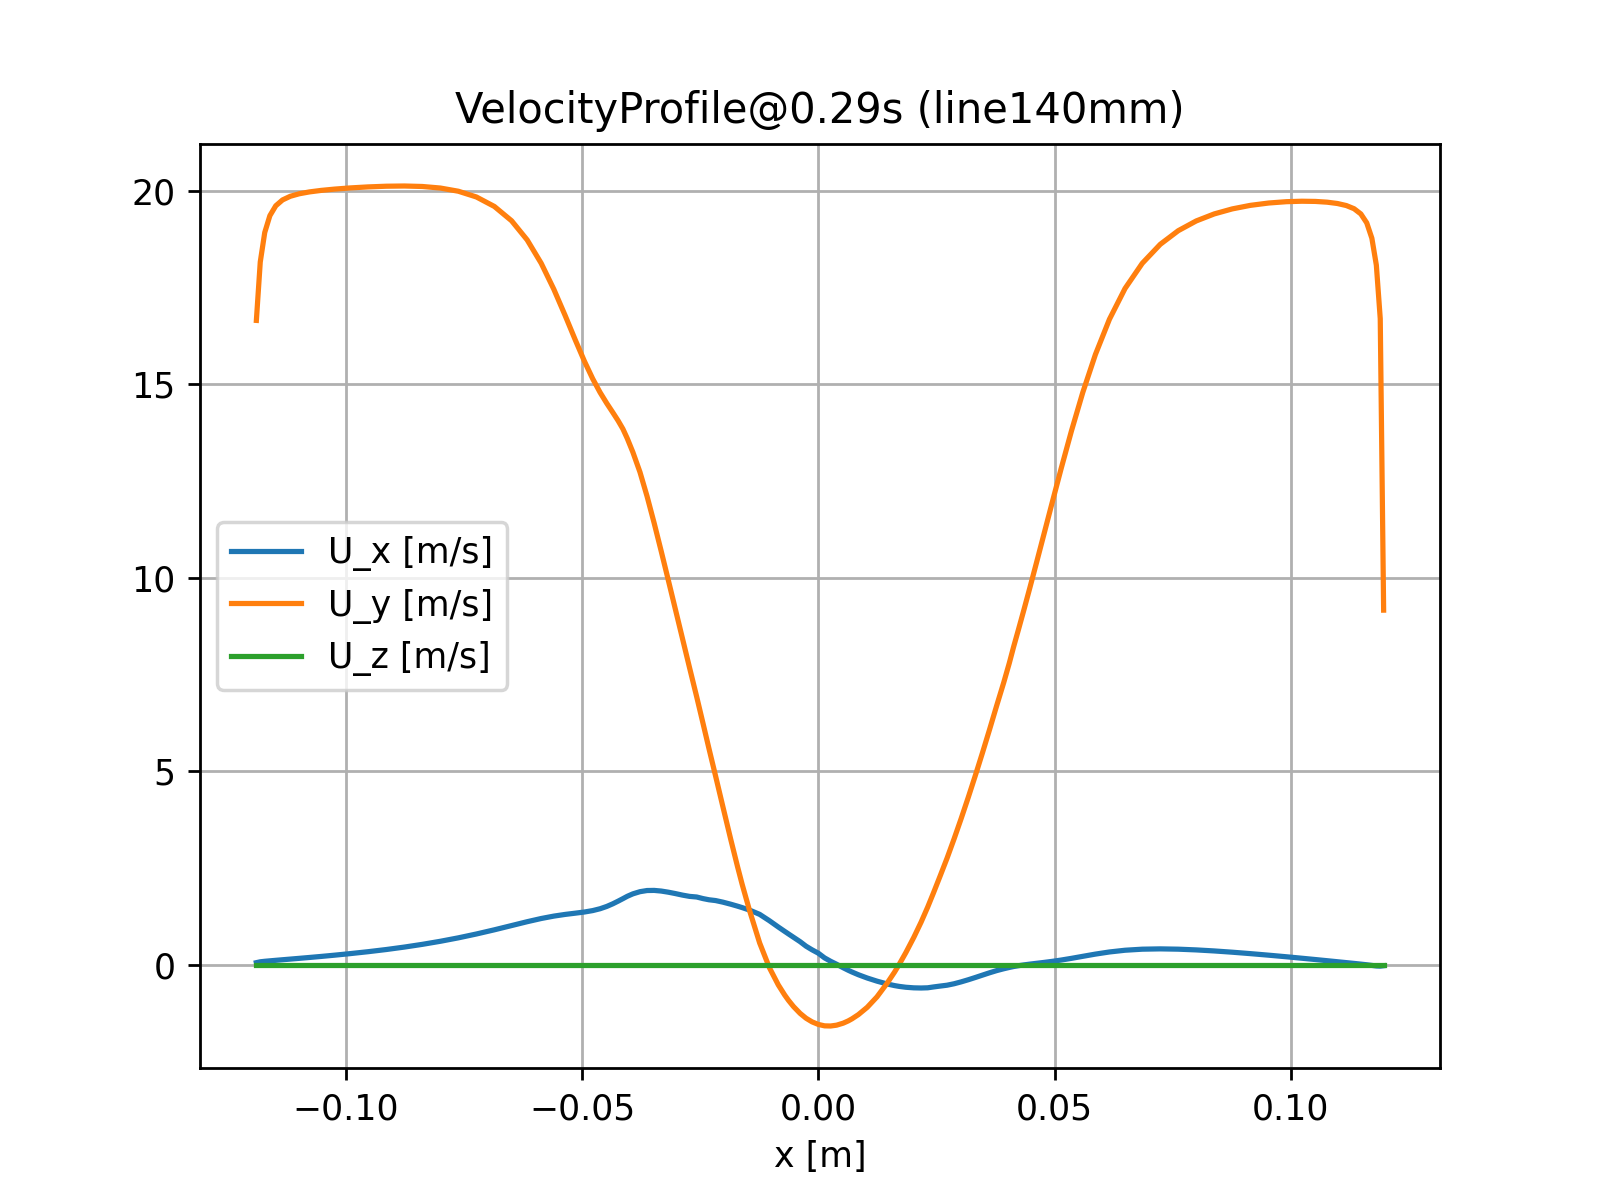 VelocityProfile@0.29s (line140mm)
20
15
10
5
0
U_x [m/s]
U_y [m/s]
U_z [m/s]
−0.10 −0.05 0.00 0.05 0.10
x [m]